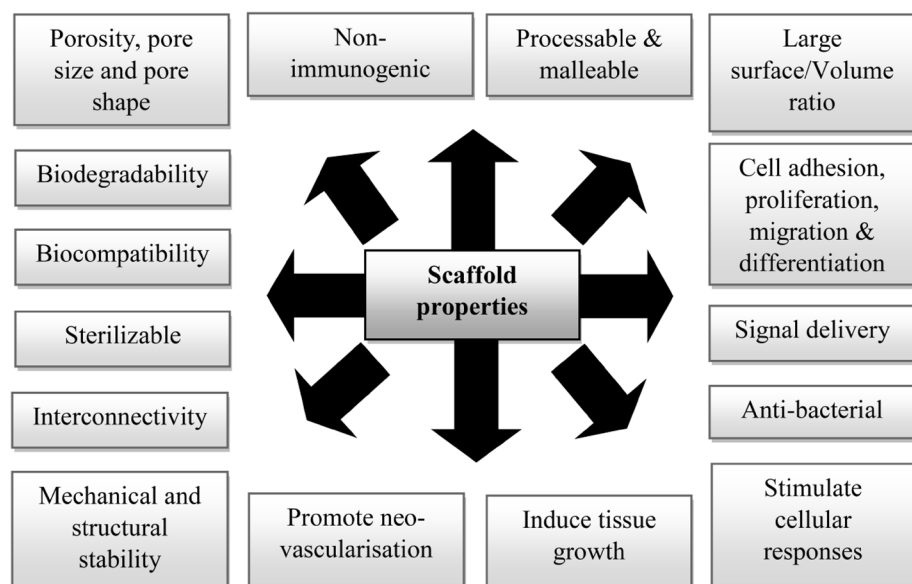 Porosity, pore
size and pore
shape
Non-
immunogenic
Processable &
malleable
Large
surface/Volume
ratio
Biodegradability
Cell adhesion,
proliferation,
migration &
differentiation
Biocompatibility
Scaffold
properties
Sterilizable
Signal delivery
Interconnectivity
Anti-bacterial
Mechanical and
structural
stability
Promote neo-
vascularisation
Induce tissue
growth
Stimulate
cellular
responses